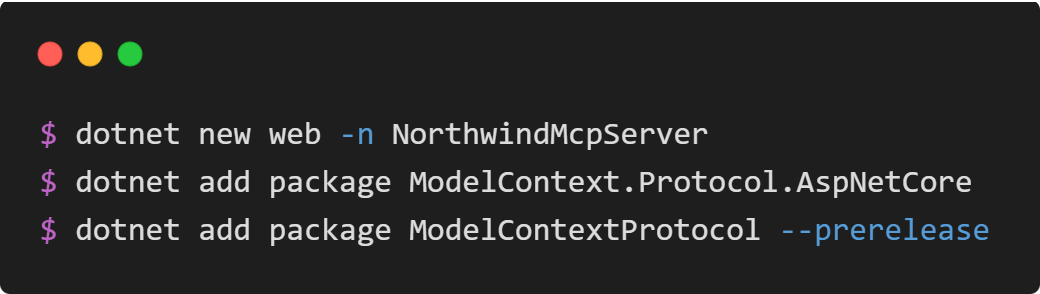 $ dotnet new web -n NorthwindMcpServer
$ dotnet add package ModelContext.Protocol.AspNetCore
$ dotnet add package ModelContextProtocol --prerelease